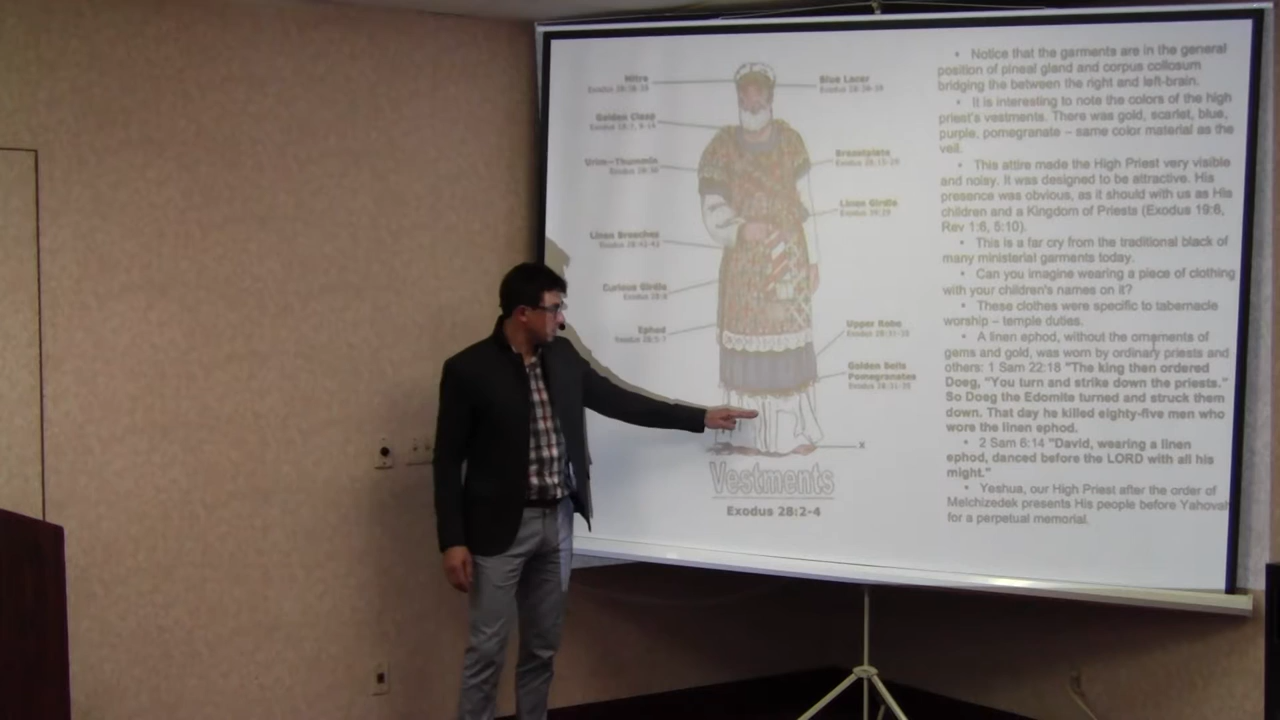 Mitre
Exodus 28:36-39
Golden Clasp
Exodus 28:7, 9-14
Urim-Thummin
Exodus 28:30
Linen Breeches
Exodus 28:42-43
Curious Girdle
Exodus 28:8
Ephod
Exodus 28:5-7
Blue Lacer
Exodus 28:36-38
Breastplate
Exodus 28:15-29
Linen Girdle
Exodus 39:29
Upper Robe
Exodus 28:31-35
Golden Bells
Pomegranates
Exodus 28:31-35
X
Vestments
Exodus 28:2-4
• Notice that the garments are in the general
position of pineal gland and corpus collosum
bridging the between the right and left-brain.
• It is interesting to note the colors of the high
priest's vestments. There was gold, scarlet, blue,
purple, pomegranate – same color material as the
veil.
• This attire made the High Priest very visible
and noisy. It was designed to be attractive. His
presence was obvious, as it should with us as His
children and a Kingdom of Priests (Exodus 19:6,
Rev 1:6, 5:10).
• This is a far cry from the traditional black of
many ministerial garments today.
• Can you imagine wearing a piece of clothing
with your children's names on it?
• These clothes were specific to tabernacle
worship – temple duties.
• A linen ephod, without the ornaments of
gems and gold, was worn by ordinary priests and
others: 1 Sam 22:18 "The king then ordered
Doeg, "You turn and strike down the priests."
So Doeg the Edomite turned and struck them
down. That day he killed eighty-five men who
wore the linen ephod.
• 2 Sam 6:14 "David, wearing a linen
ephod, danced before the LORD with all his
might."
• Yeshua, our High Priest after the order of
Melchizedek presents His people before Yahovah
for a perpetual memorial.